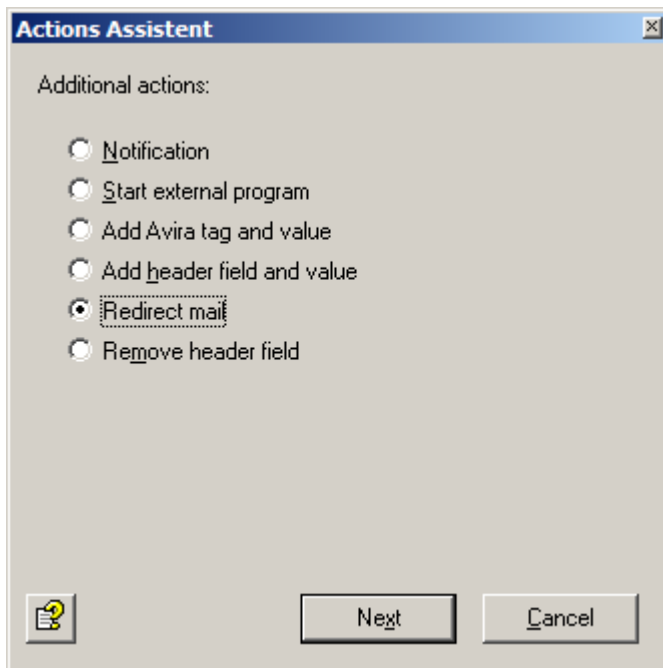 Actions Assistent
Additional actions:
Notification
Start external program
Add Avira tag and value
Add header field and value
Redirect mail
Remove header field
Next
Cancel